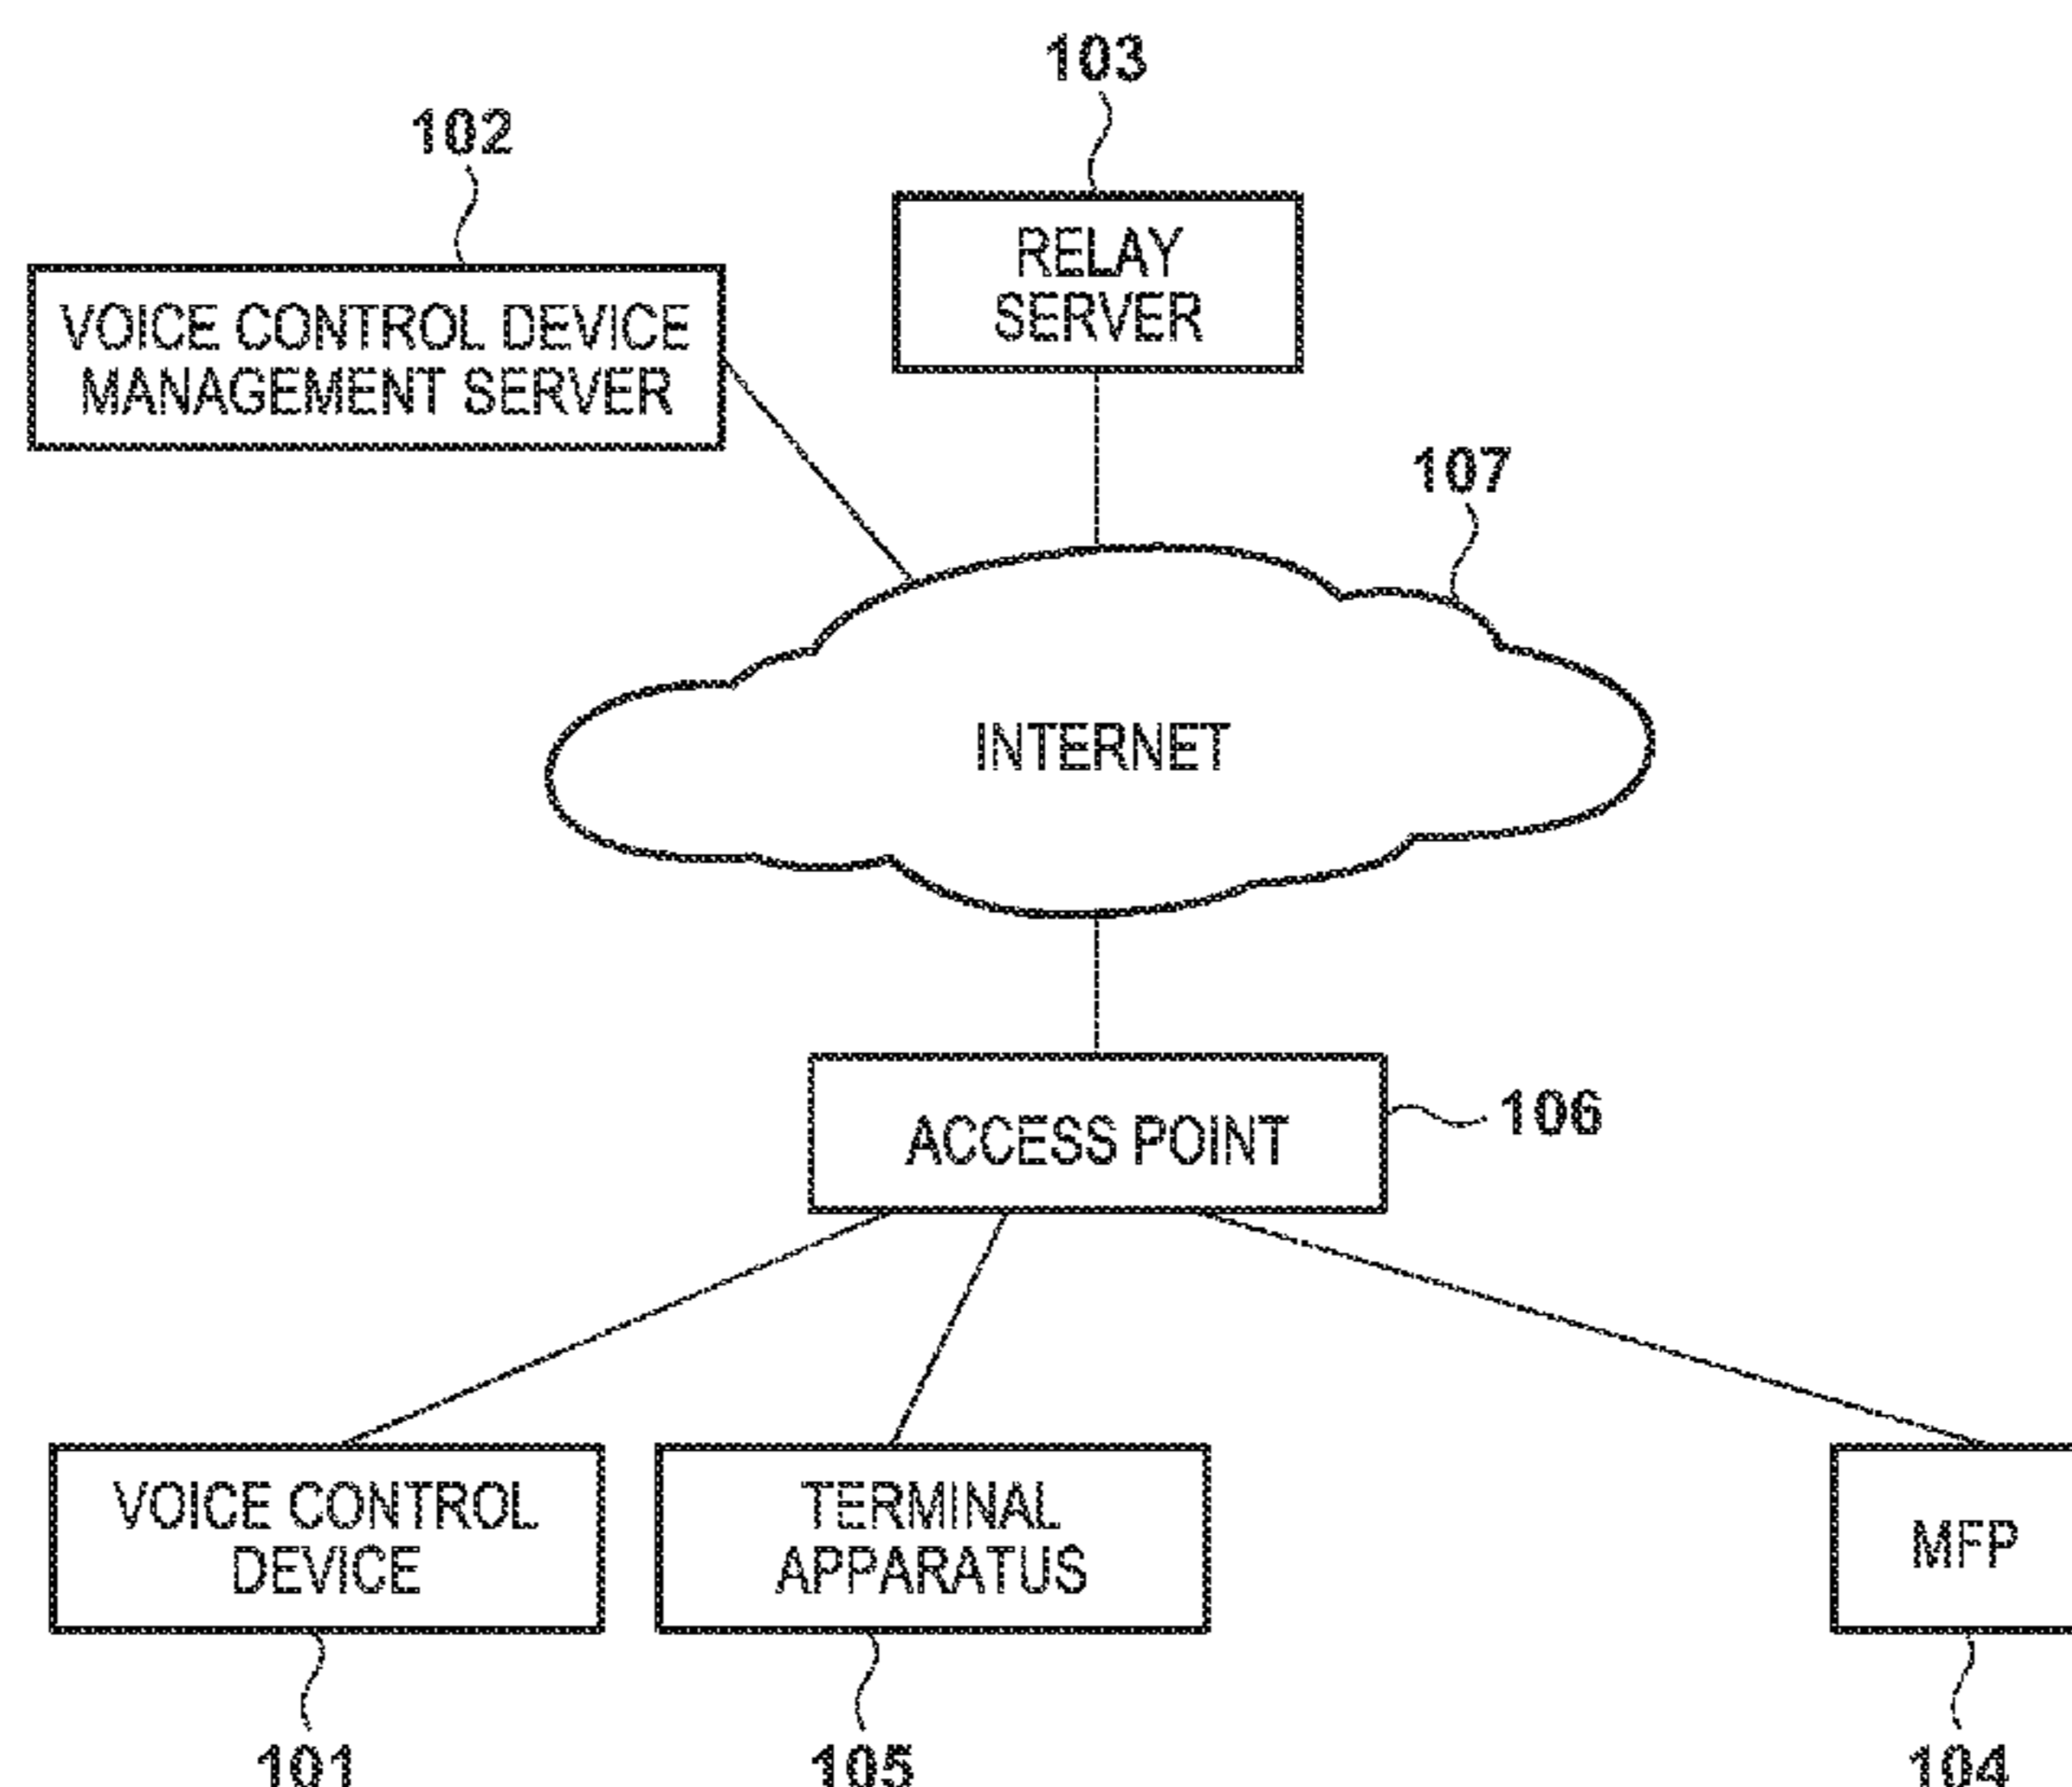 103
102
RELAY
SERVER
VOICE CONTROL DEVICE
MANAGEMENT SERVER
107
INTERNET
ACCESS POINT
106
VOICE CONTROL
DEVICE
TERMINAL
APPARATUS
MFP
101
105
104